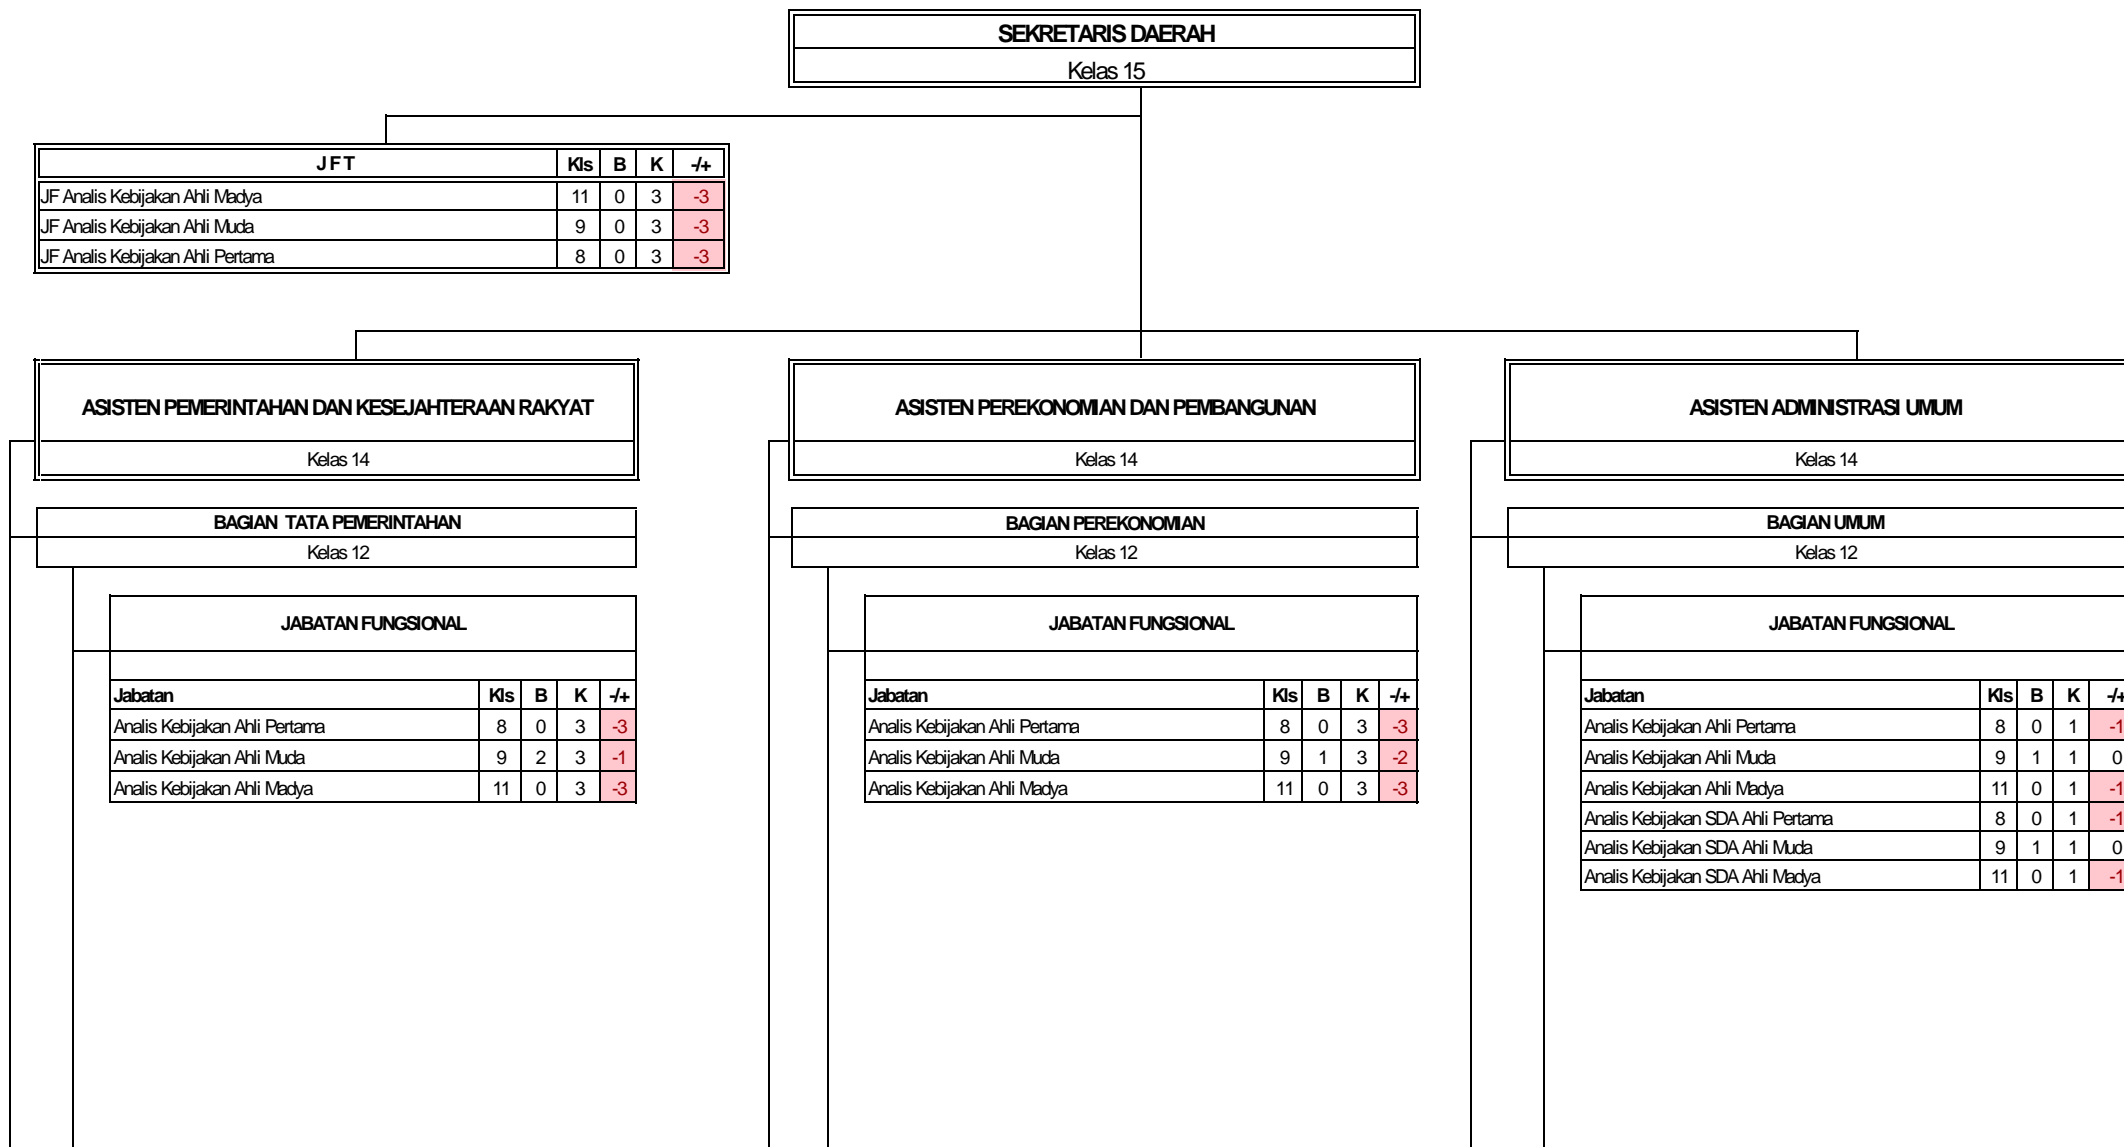 SEKRETARIS DAERAH
Kelas 15
JFT Kls B K -/+
JF Analis Kebijakan Ahli Madya 11 0 3 -3
JF Analis Kebijakan Ahli Muda 9 0 3 -3
JF Analis Kebijakan Ahli Pertama 8 0 3 -3
ASISTEN PEMERINTAHAN DAN KESEJAHTERAAN RAKYAT
Kelas 14
BAGIAN TATA PEMERINTAHAN
Kelas 12
JABATAN FUNGSIONAL
Jabatan Kls B K -/+
Analis Kebijakan Ahli Pertama 8 0 3 -3
Analis Kebijakan Ahli Muda 9 2 3 -1
Analis Kebijakan Ahli Madya 11 0 3 -3
ASISTEN PEREKONOMIAN DAN PEMBANGUNAN
Kelas 14
BAGIAN PEREKONOMIAN
Kelas 12
JABATAN FUNGSIONAL
Jabatan Kls B K -/+
Analis Kebijakan Ahli Pertama 8 0 3 -3
Analis Kebijakan Ahli Muda 9 1 3 -2
Analis Kebijakan Ahli Madya 11 0 3 -3
ASISTEN ADMINISTRASI UMUM
Kelas 14
BAGIAN UMUM
Kelas 12
JABATAN FUNGSIONAL
Jabatan Kls B K -/+
Analis Kebijakan Ahli Pertama 8 0 1 -1
Analis Kebijakan Ahli Muda 9 1 1 0
Analis Kebijakan Ahli Madya 11 0 1 -1
Analis Kebijakan SDA Ahli Pertama 8 0 1 -1
Analis Kebijakan SDA Ahli Muda 9 1 1 0
Analis Kebijakan SDA Ahli Madya 11 0 1 -1